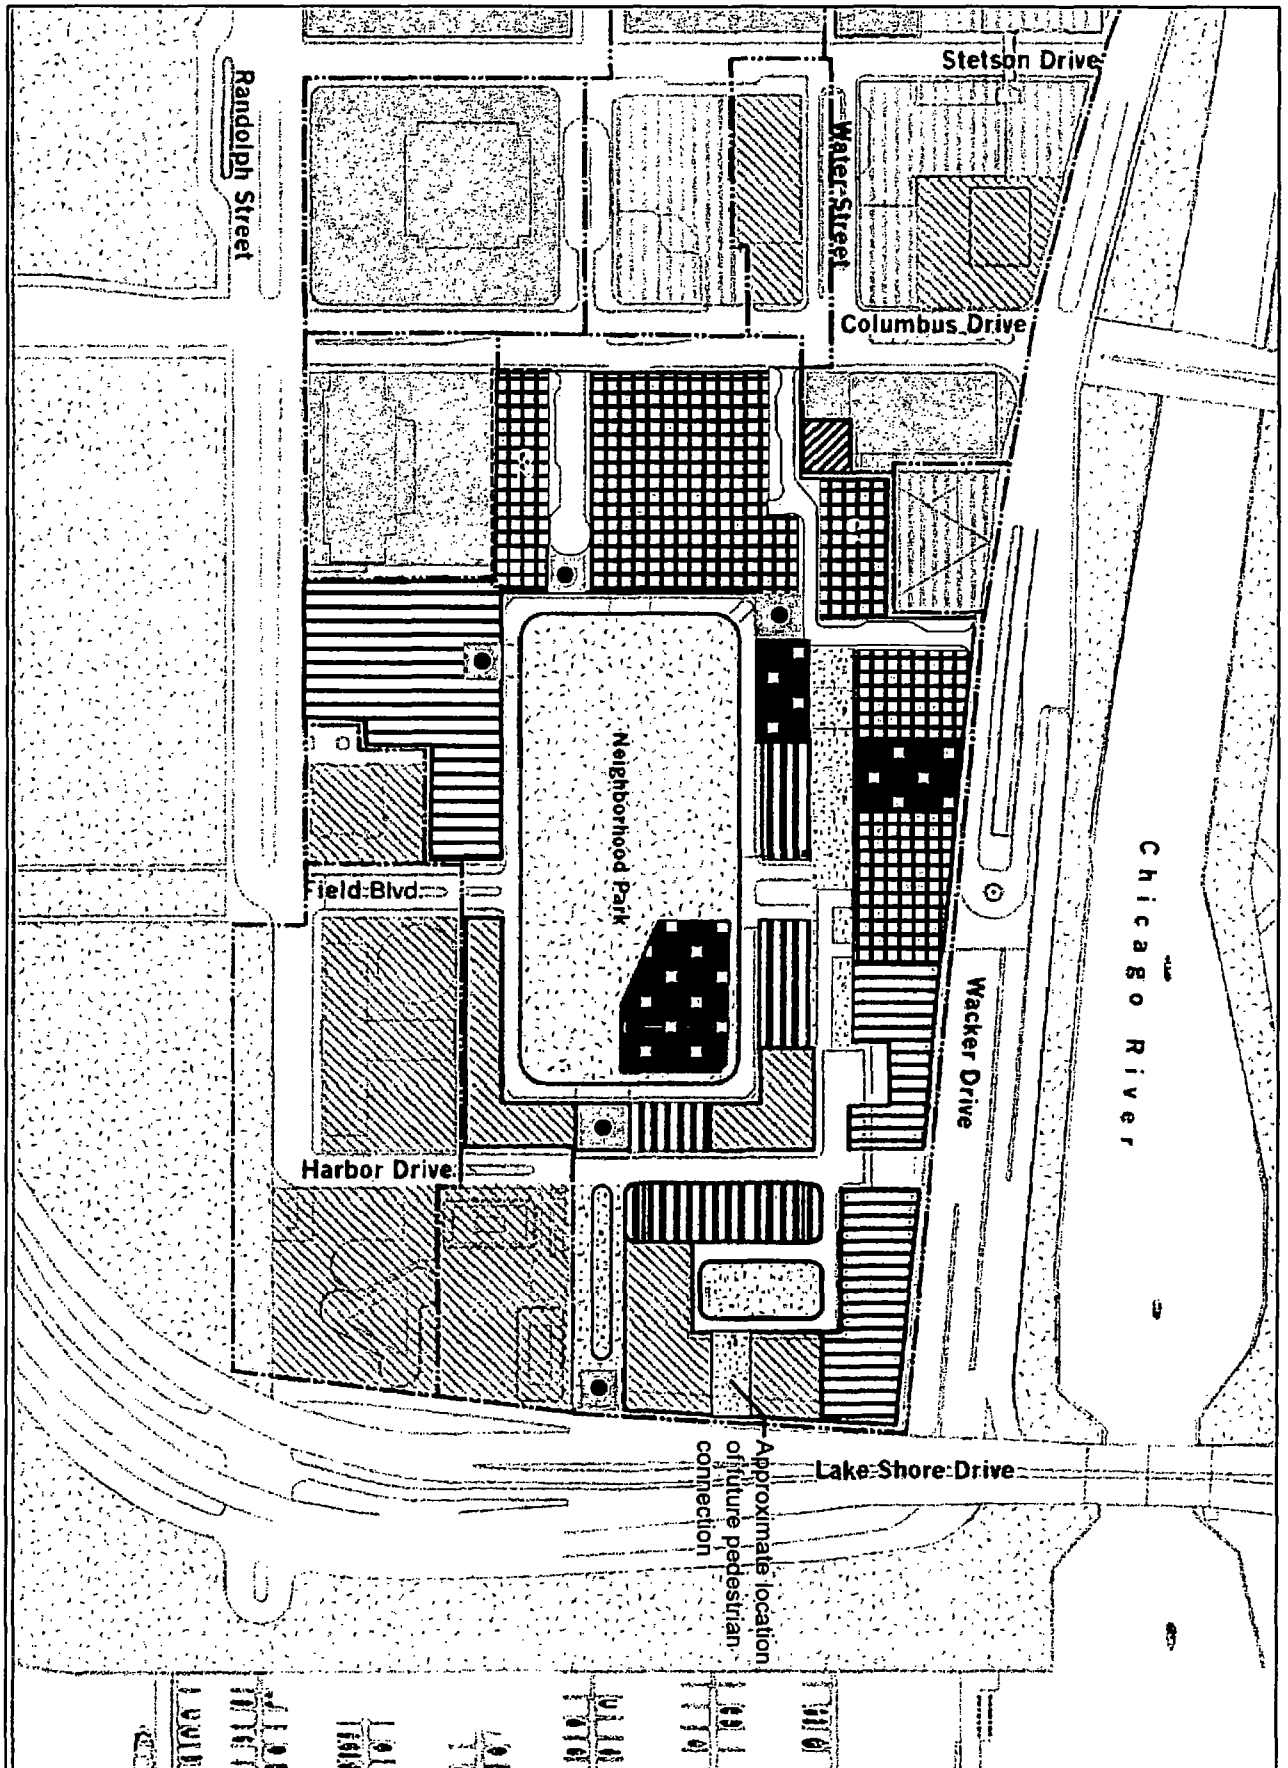 Stetson Drive
Randolph Street
Water Street
Columbus Drive
Neighborhood Park
Field Blvd.
Chicago River
Wacker Drive
Harbor Drive
Lake Shore Drive
Approximate location
of future pedestrian
connection